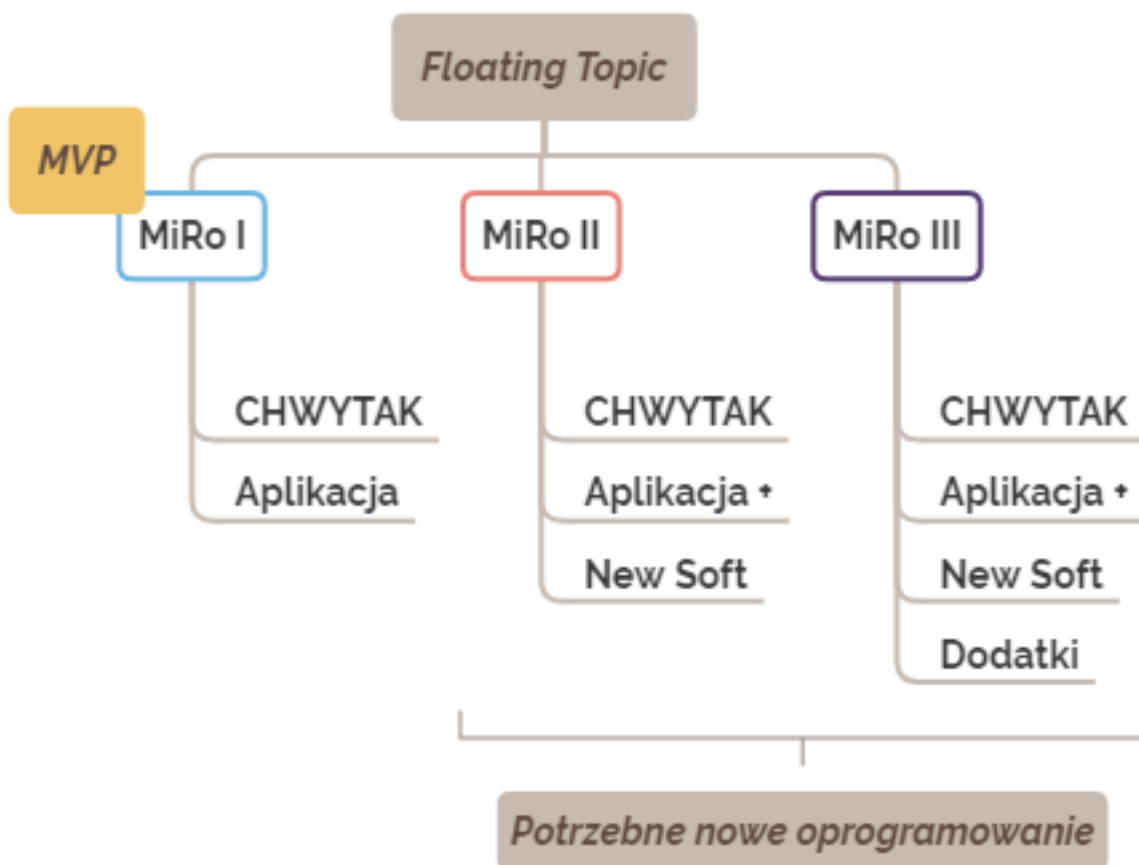 Floating Topic
MVP
MiRo I
MiRo II
MiRo III
CHWYTAK
Aplikacja
CHWYTAK
Aplikacja +
New Soft
CHWYTAK
Aplikacja +
New Soft
Dodatki
Potrzebne nowe oprogramowanie